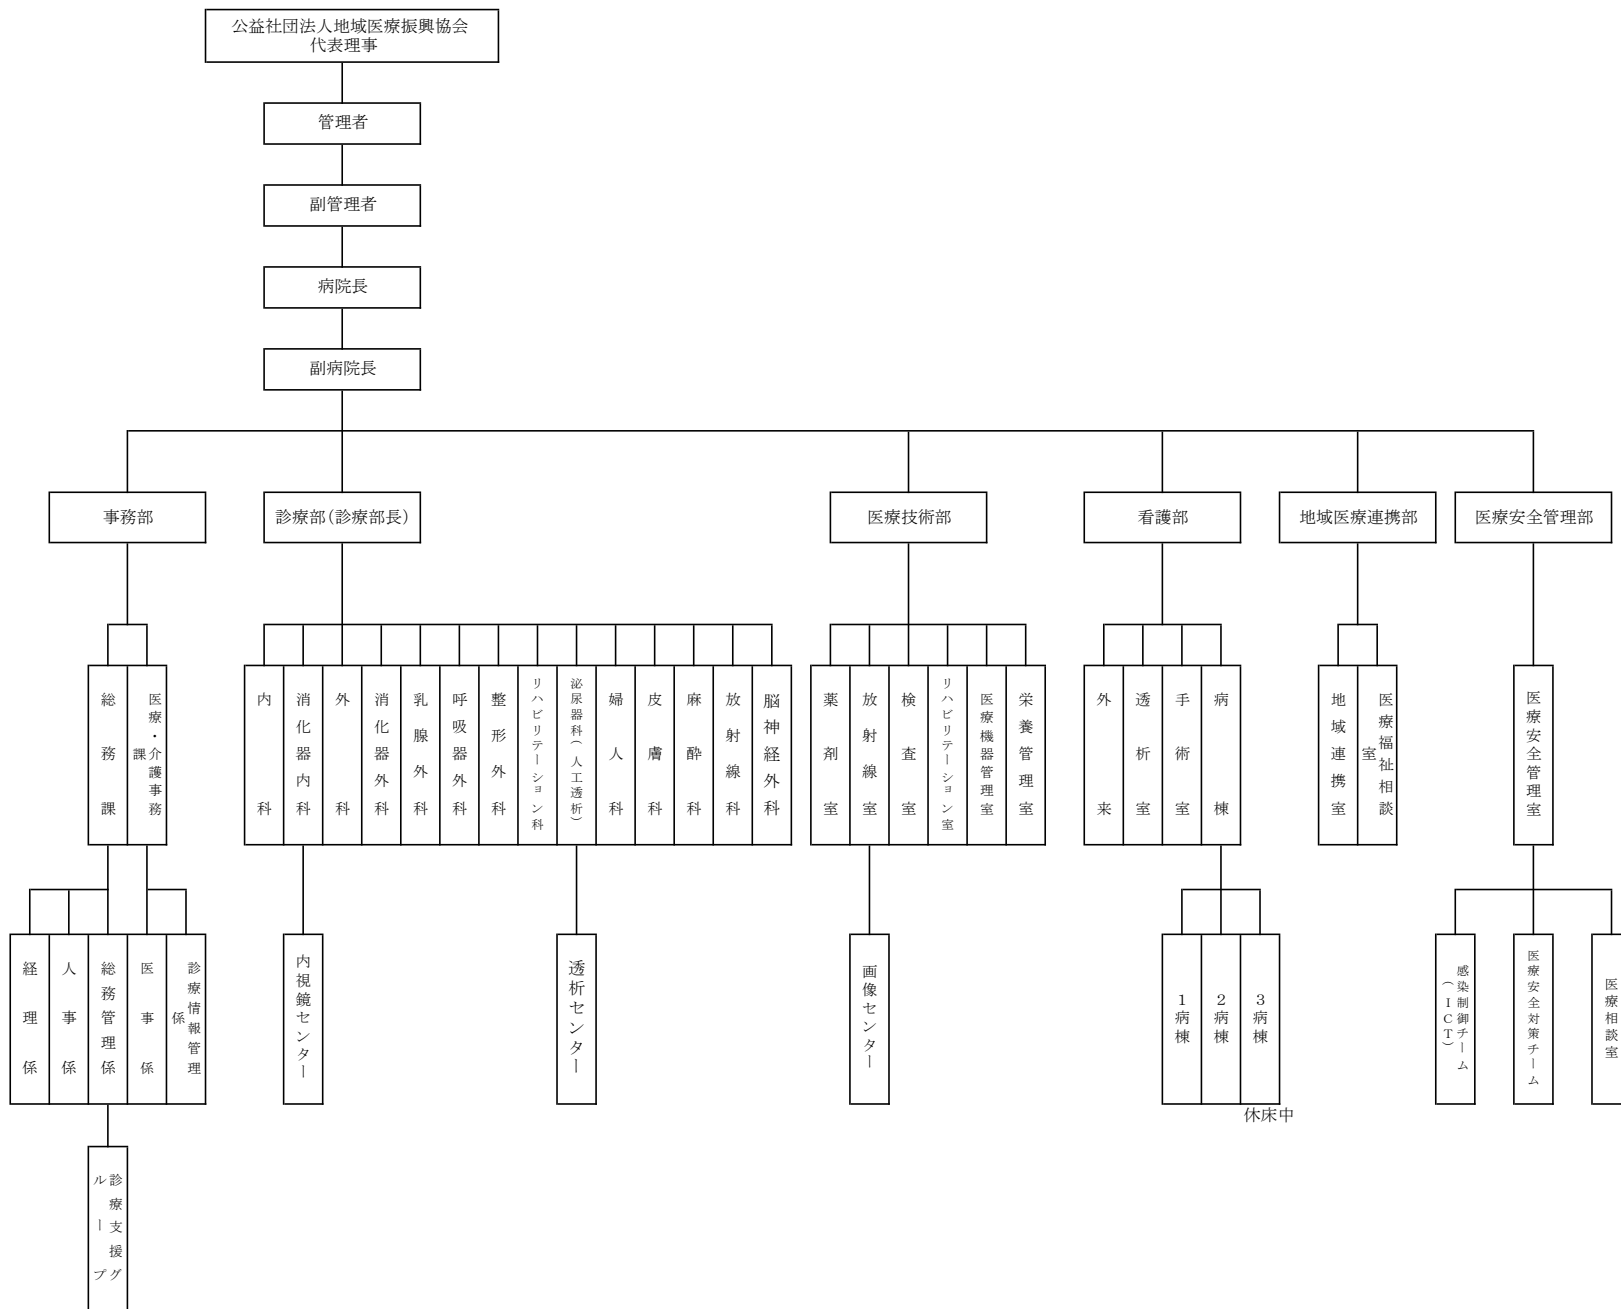 公益社団法人地域医療振興協会
代表理事
管理者
副管理者
病院長
副病院長
事務部
診療部(診療部長)
医療技術部
看護部
地域医療連携部
医療安全管理部
総務課
医療・介護事務
課
内科
消化器内科
外科
消化器外科
乳腺外科
呼吸器外科
整形外科
リハビリテーション科
泌尿器科(人工透析)
婦人科
皮膚科
麻酔科
放射線科
脳神経外科
薬剤室
放射線室
検査室
リハビリテーション室
医療機器管理室
栄養管理室
外来
透析室
手術室
病棟
地域連携室
医療福祉相談
室
医療安全管理室
経理係
人事係
総務管理係
医事係
診療情報管理
係
内視鏡センター
透析センター
画像センター
1病棟
2病棟
3病棟
感染制御チーム
(ICT)
医療安全対策チーム
医療相談室
休床中
診療支援グ
ループ